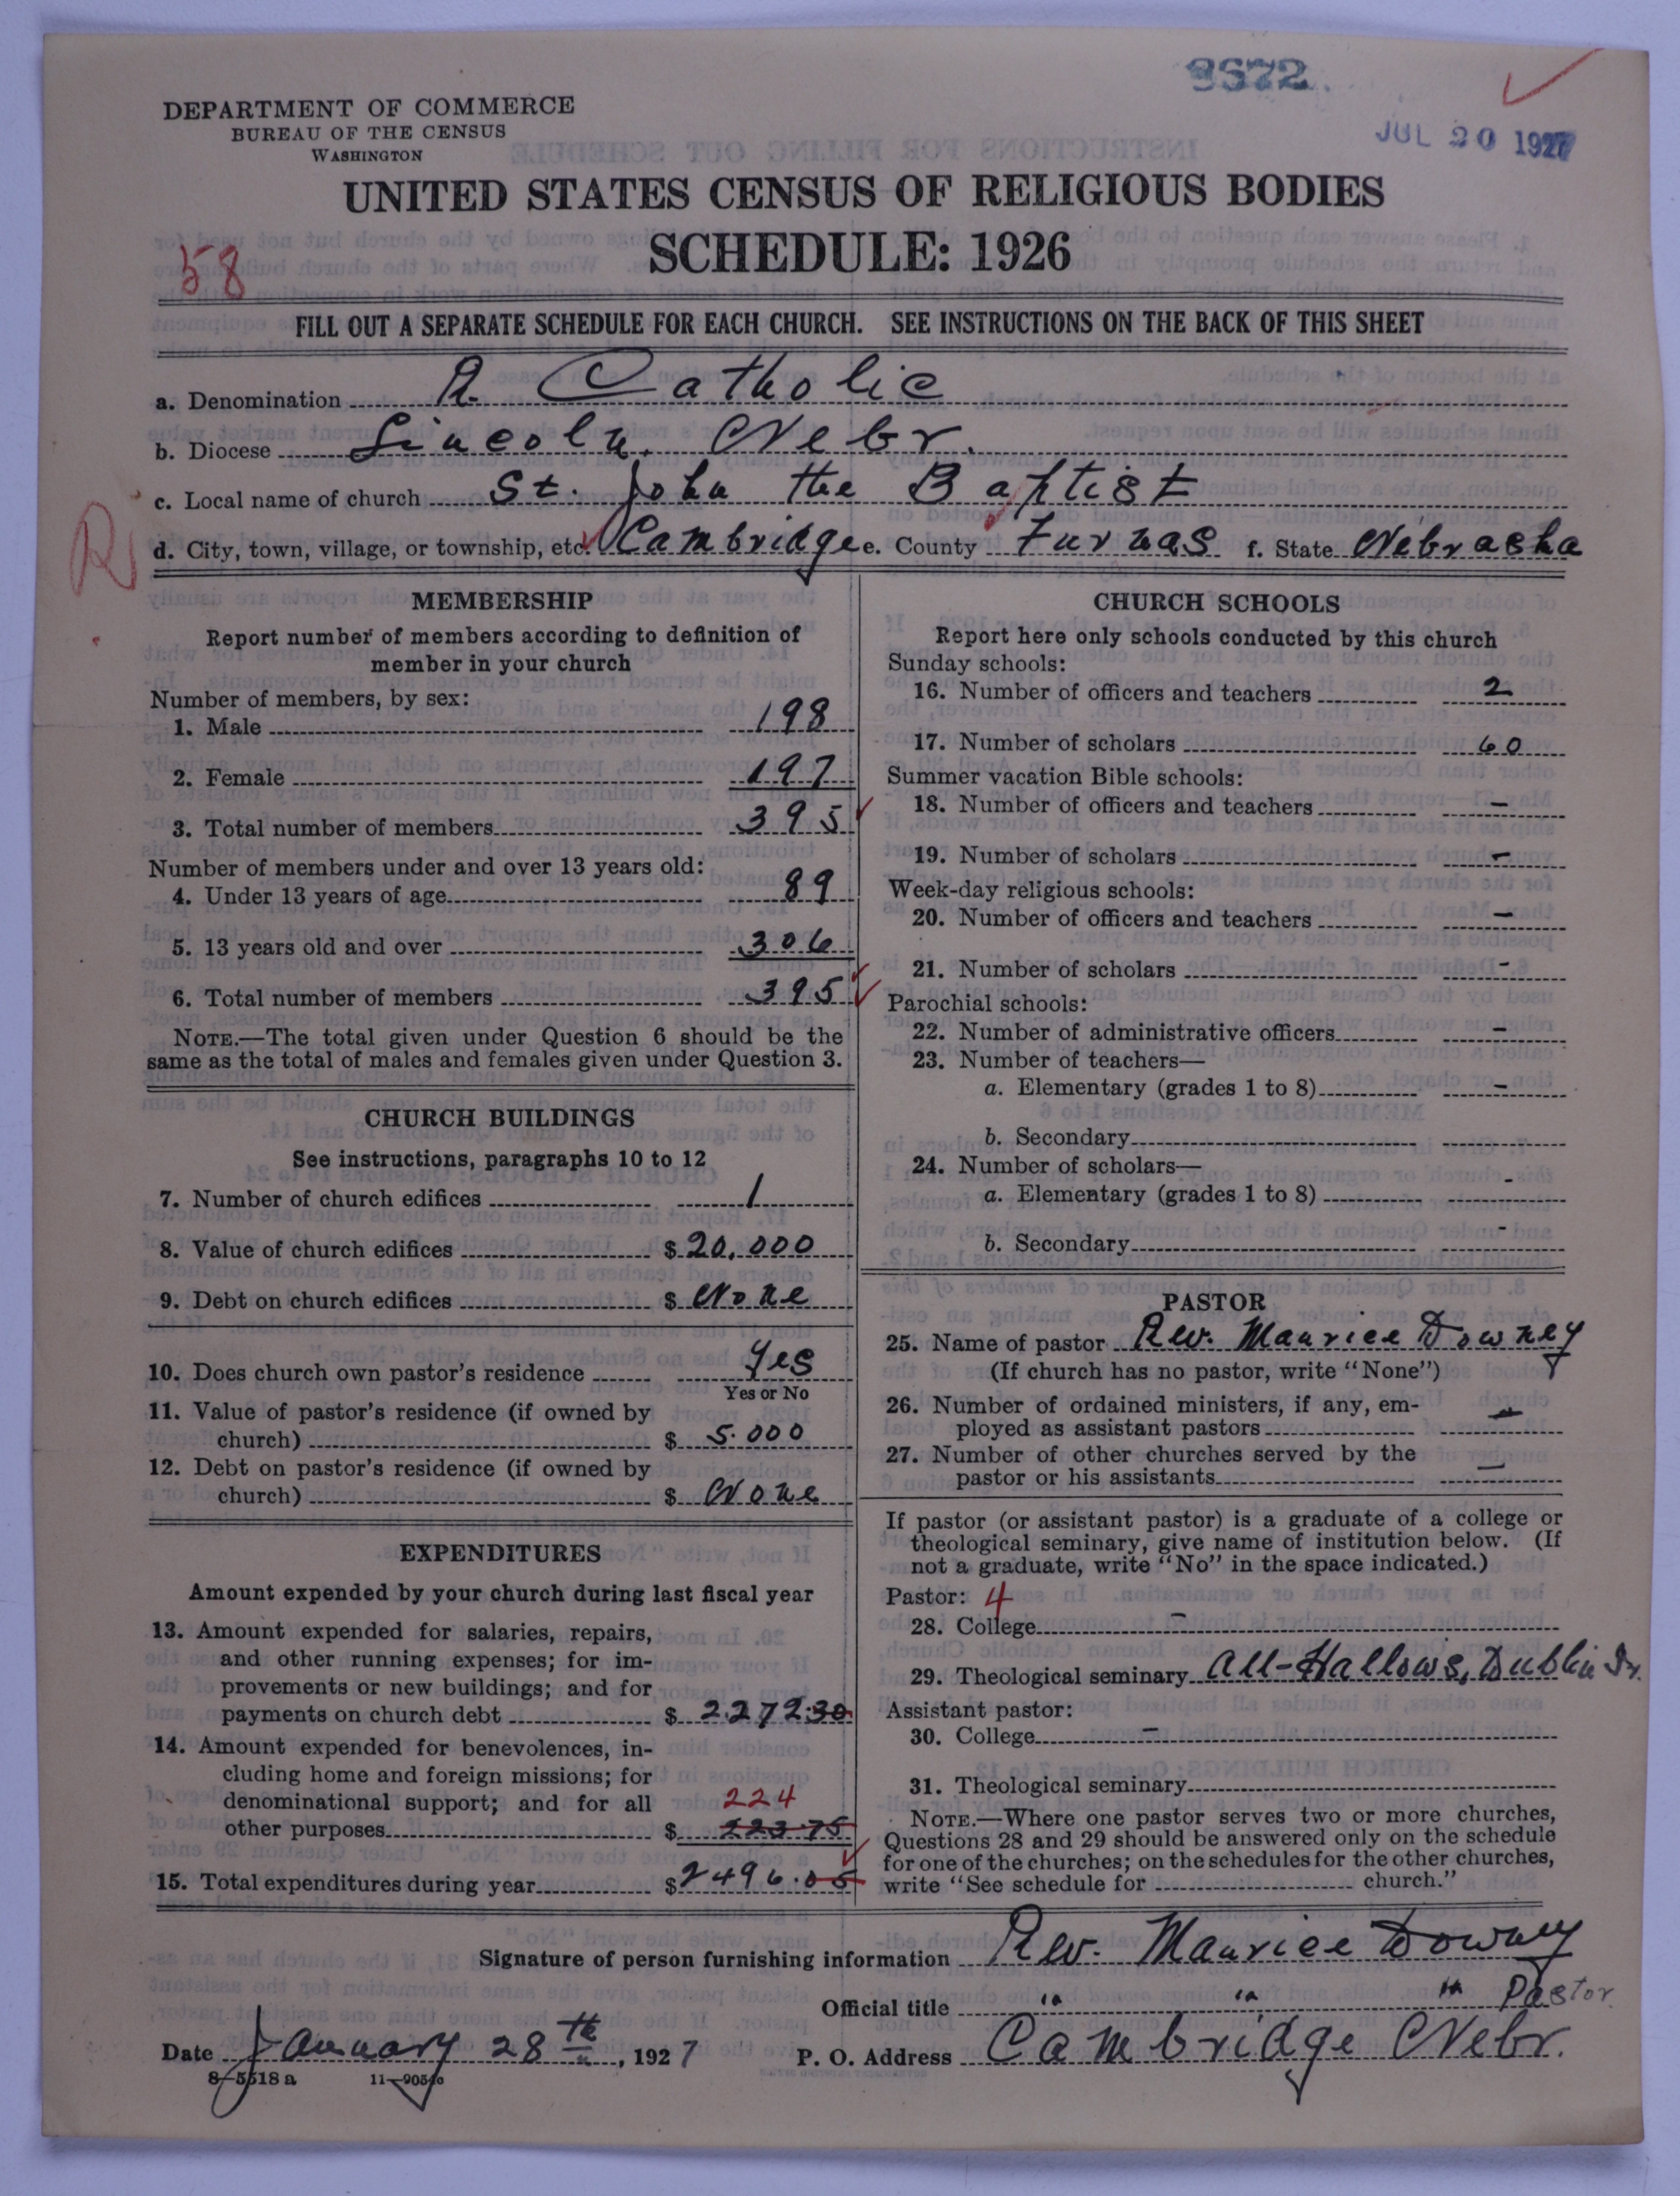 9672
JUL 20 1927
DEPARTMENT OF COMMERCE
BUREAU OF THE CENSUS
WASHINGTON
UNITED STATES CENSUS OF RELIGIOUS BODIES
SCHEDULE: 1926
58
FILL OUT A SEPARATE SCHEDULE FOR EACH CHURCH. SEE INSTRUCTIONS ON THE BACK OF THIS SHEET
a. Denomination R. Catholic
b. Diocese Lincoln. Nebr.
c. Local name of church St. John the Baptist
R
d. City, town, village, or township, etc. Cambridge e. County Furnas f. State Nebraska
MEMBERSHIP
Report number of members according to definition of
member in your church
Number of members, by sex:
1. Male 198
2. Female 197
3. Total number of members 395
Number of members under and over 13 years old:
4. Under 13 years of age 89
5. 13 years old and over 306
6. Total number of members 395
NOTE.—The total given under Question 6 should be the
same as the total of males and females given under Question 3.
CHURCH BUILDINGS
See instructions, paragraphs 10 to 12
7. Number of church edifices 1
8. Value of church edifices $ 20.000
9. Debt on church edifices $ None
10. Does church own pastor's residence Yes
Yes or No
11. Value of pastor's residence (if owned by
church) $ 5.000
12. Debt on pastor's residence (if owned by
church) $ None
EXPENDITURES
Amount expended by your church during last fiscal year
13. Amount expended for salaries, repairs,
and other running expenses; for im-
provements or new buildings; and for
payments on church debt $ 2.272.30
14. Amount expended for benevolences, in-
cluding home and foreign missions; for
denominational support; and for all 224
other purposes $ 223.75
15. Total expenditures during year $ 2496.05
CHURCH SCHOOLS
Report here only schools conducted by this church
Sunday schools:
16. Number of officers and teachers 2
17. Number of scholars 60
Summer vacation Bible schools:
18. Number of officers and teachers –
19. Number of scholars –
Week-day religious schools:
20. Number of officers and teachers –
21. Number of scholars -
Parochial schools:
22. Number of administrative officers –
23. Number of teachers—
a. Elementary (grades 1 to 8) –
b. Secondary
24. Number of scholars—
a. Elementary (grades 1 to 8) -
b. Secondary -
PASTOR
25. Name of pastor Rev. Maurice Downey
(If church has no pastor, write "None")
26. Number of ordained ministers, if any, em-
ployed as assistant pastors –
27. Number of other churches served by the
pastor or his assistants –
If pastor (or assistant pastor) is a graduate of a college or
theological seminary, give name of institution below. (If
not a graduate, write "No" in the space indicated.)
Pastor: 4
28. College –
29. Theological seminary All-Hallows, Dublin Ir.
Assistant pastor:
30. College –
31. Theological seminary
NOTE.—Where one pastor serves two or more churches,
Questions 28 and 29 should be answered only on the schedule
for one of the churches; on the schedules for the other churches,
write "See schedule for church."
Signature of person furnishing information Rev. Maurice Downey
Official title " " " Pastor
Date January 28th, 1927 P. O. Address Cambridge Nebr.
8-5518 a 11-9054